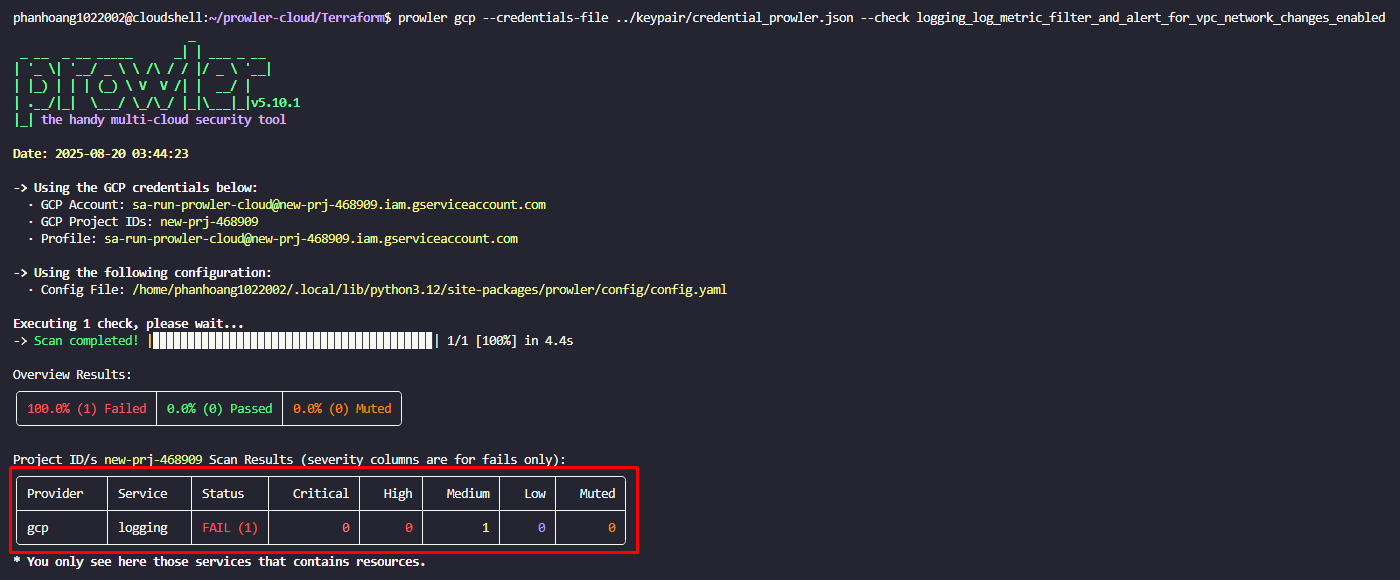 phanhoang1022002@cloudshell:~/prowler-cloud/Terraform$ prowler gcp --credentials-file ../keypair/credential_prowler.json --check logging_log_metric_filter_and_alert_for_vpc_network_changes_enabled
prowler v5.10.1
the handy multi-cloud security tool
Date: 2025-08-20 03:44:23
-> Using the GCP credentials below:
· GCP Account: sa-run-prowler-cloud@new-prj-468909.iam.gserviceaccount.com
· GCP Project IDs: new-prj-468909
· Profile: sa-run-prowler-cloud@new-prj-468909.iam.gserviceaccount.com
-> Using the following configuration:
· Config File: /home/phanhoang1022002/.local/lib/python3.12/site-packages/prowler/config/config.yaml
Executing 1 check, please wait...
-> Scan completed! 1/1 [100%] in 4.4s
Overview Results:
100.0% (1) Failed 0.0% (0) Passed 0.0% (0) Muted
Project ID/s new-prj-468909 Scan Results (severity columns are for fails only):
Provider Service Status Critical High Medium Low Muted
gcp logging FAIL (1) 0 0 1 0 0
* You only see here those services that contains resources.